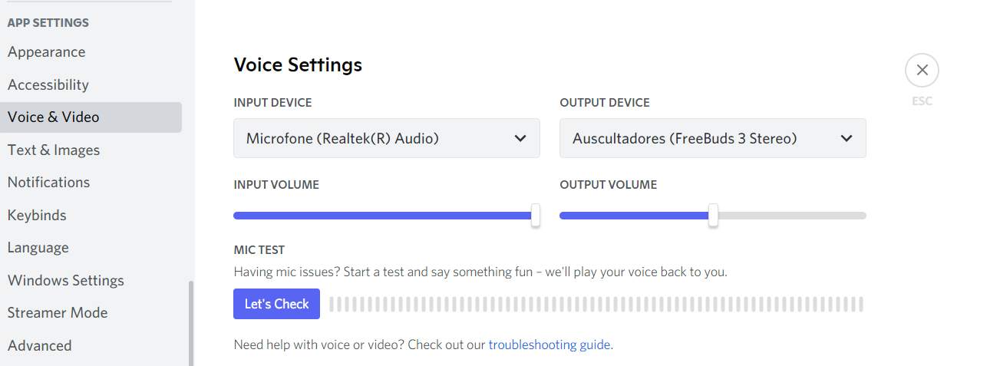 APP SETTINGS
Appearance
Accessibility
Voice & Video
Text & Images
Notifications
Keybinds
Language
Windows Settings
Streamer Mode
Advanced
Voice Settings
ESC
INPUT DEVICE
OUTPUT DEVICE
Microfone (Realtek(R) Audio)
Auscultadores (FreeBuds 3 Stereo)
INPUT VOLUME
OUTPUT VOLUME
MIC TEST
Having mic issues? Start a test and say something fun – we'll play your voice back to you.
Let's Check
Need help with voice or video? Check out our troubleshooting guide.